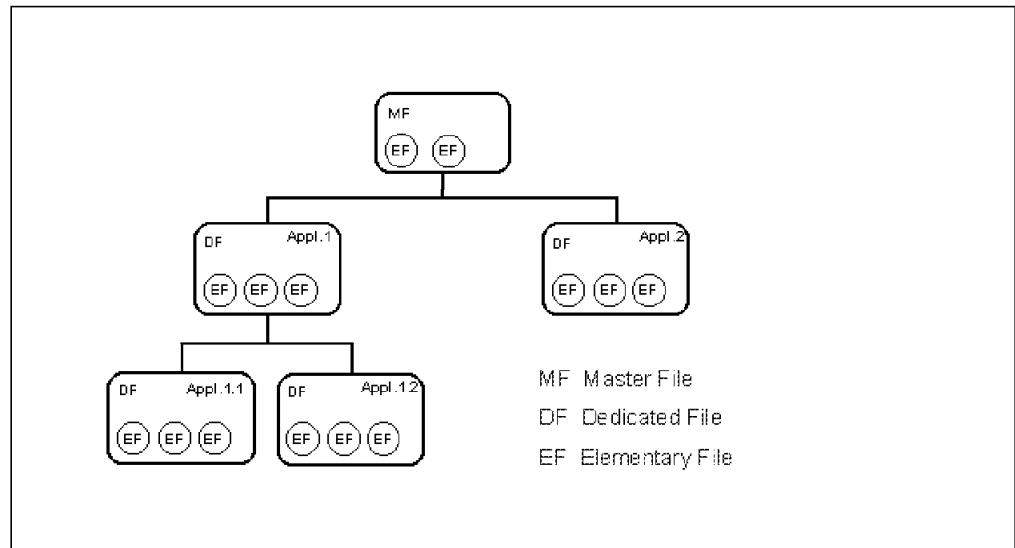 MF
EF EF
DF Appl.1
EF EF EF
DF Appl.2
EF EF EF
DF Appl.1.1
EF EF EF
DF Appl.1.2
EF EF EF
MF Master File
DF Dedicated File
EF Elementary File